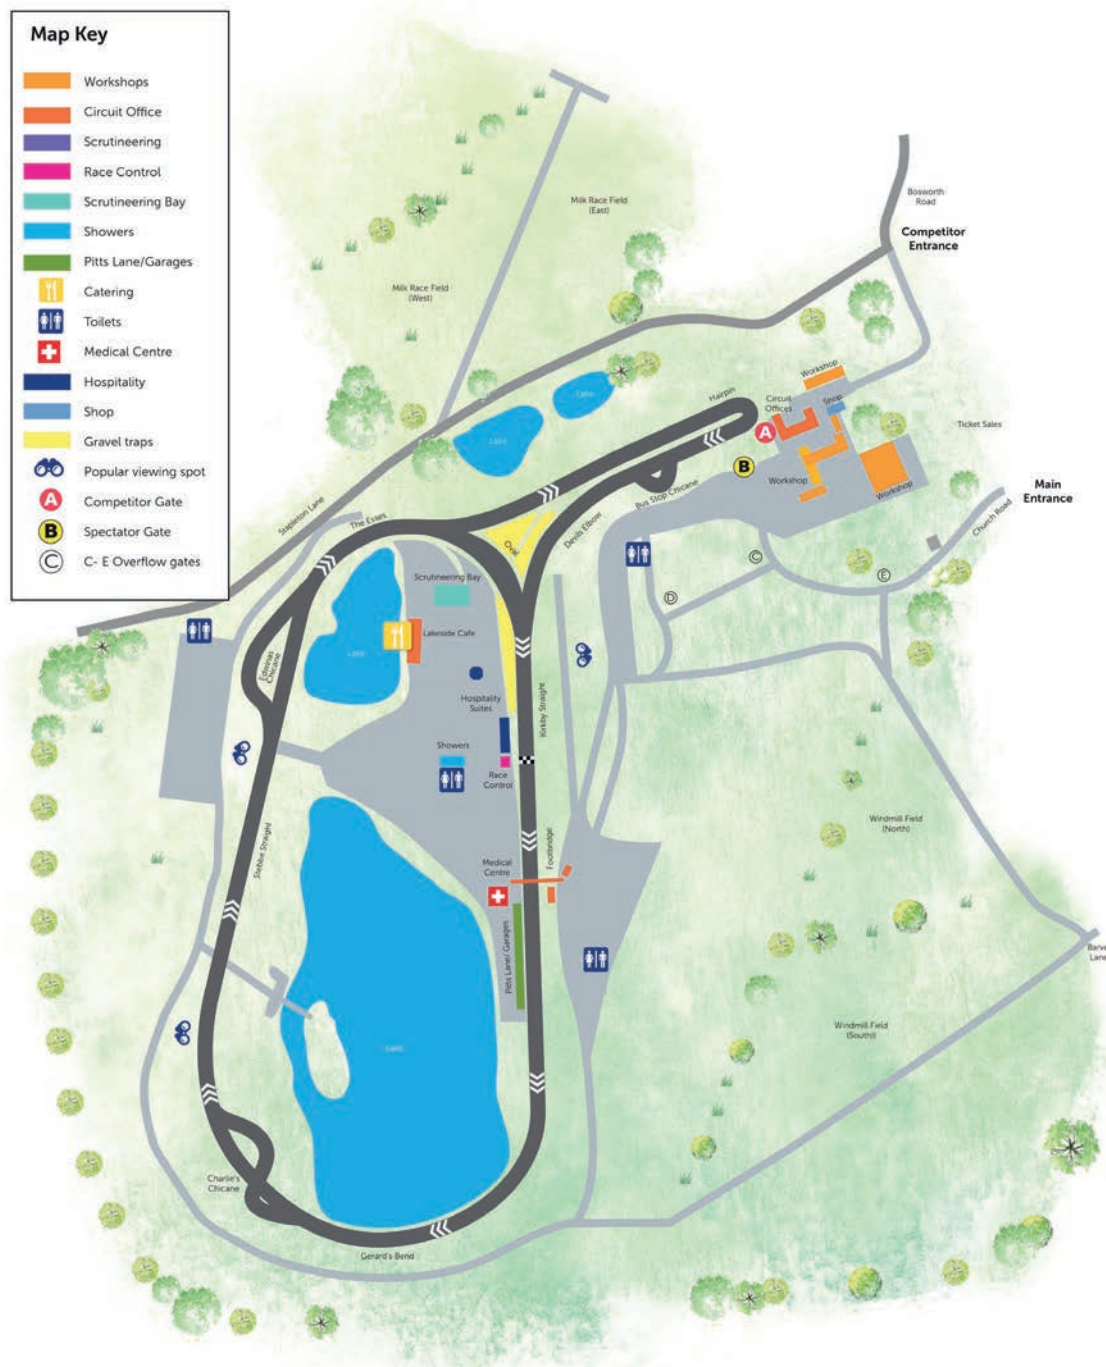 Map Key
Workshops
Circuit Office
Scrutineering
Race Control
Scrutineering Bay
Showers
Pitts Lane/Garages
Catering
Toilets
Medical Centre
Hospitality
Shop
Gravel traps
Popular viewing spot
A
Competitor Gate
B
Spectator Gate
C
C- E Overflow gates
Milk Race Field
(East)
Bosworth
Road
Competitor
Entrance
Milk Race Field
(West)
Workshop
Lake
Hairpin
Circuit
Offices
Shop
A
Lake
Ticket Sales
B
Workshop
Workshop
Main
Entrance
Church Road
Stapleton Lane
The Esses
Bus Stop Chicane
Devils Elbow
Oval
C
E
D
Scrutineering Bay
Lakeside Cafe
Lake
Edwinas
Chicane
Hospitality
Suites
Kirkby Straight
Showers
Race
Control
Stebbe Straight
Windmill Field
(North)
Medical
Centre
Footbridge
Pitts Lane/ Garages
Lane
Windmill Field
(South)
Lake
Charlie's
Chicane
Gerard's Bend